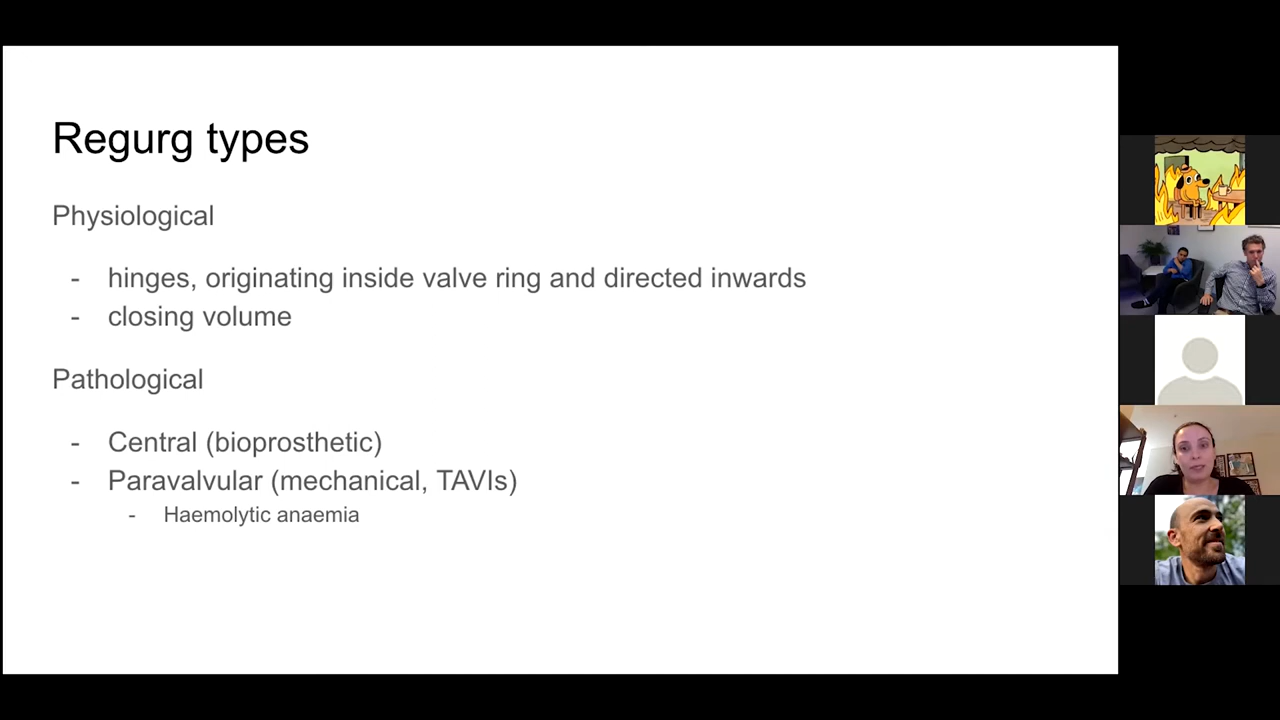 Regurg types
Physiological
- hinges, originating inside valve ring and directed inwards
- closing volume
Pathological
- Central (bioprosthetic)
- Paravalvular (mechanical, TAVIs)
- Haemolytic anaemia